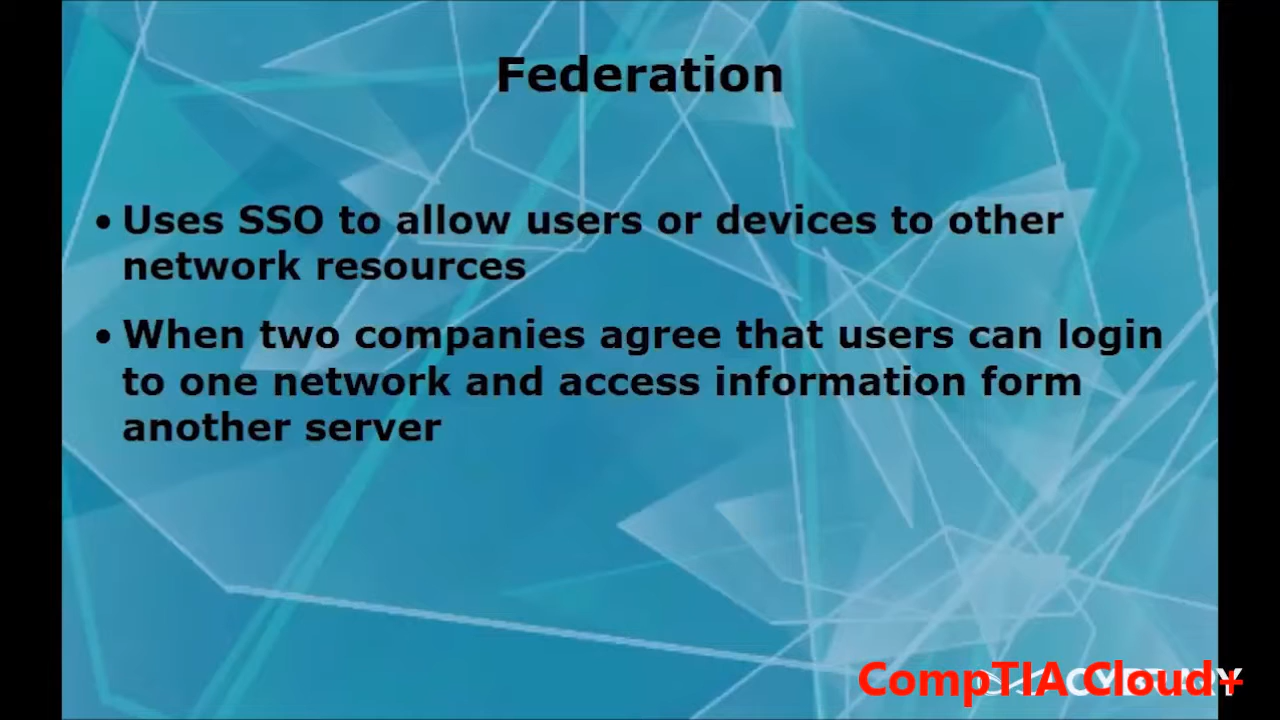 Federation
• Uses SSO to allow users or devices to other
network resources
• When two companies agree that users can login
to one network and access information form
another server
CompTIA Cloud+